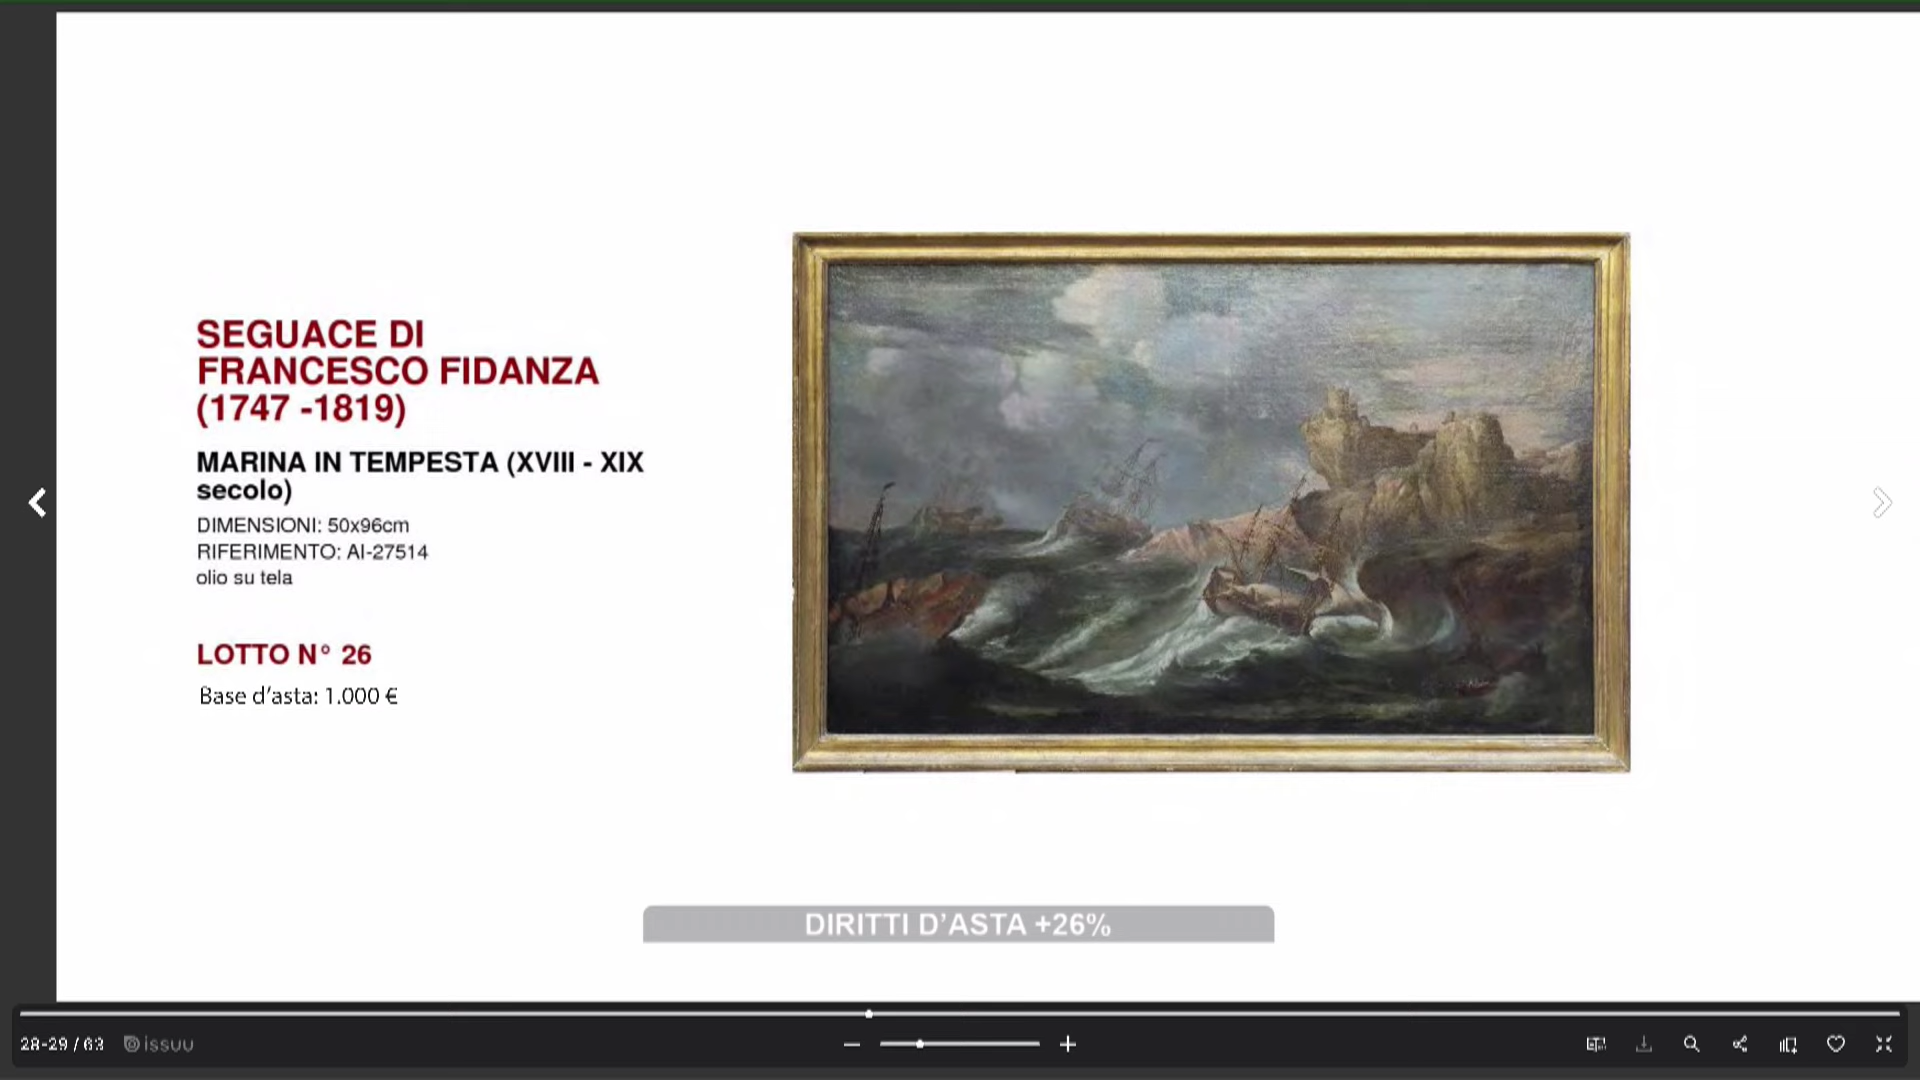 SEGUACE DI
FRANCESCO FIDANZA
(1747 -1819)
MARINA IN TEMPESTA (XVIII - XIX
secolo)
DIMENSIONI: 50x96cm
RIFERIMENTO: AI-27514
olio su tela
LOTTO N° 26
Base d'asta: 1.000 €
DIRITTI D'ASTA +26%
28-29 / 63
issuu